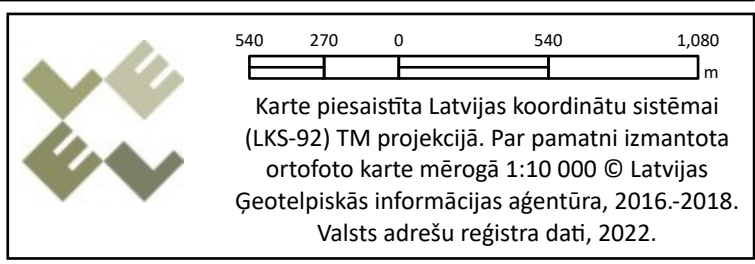 540 270 0 540 1,080
m
Karte piesaistīta Latvijas koordinātu sistēmai
(LKS-92) TM projekcijā. Par pamatni izmantota
ortofoto karte mērogā 1:10 000 © Latvijas
Ģeotelpiskās informācijas aģentūra, 2016.-2018.
Valsts adrešu reģistra dati, 2022.